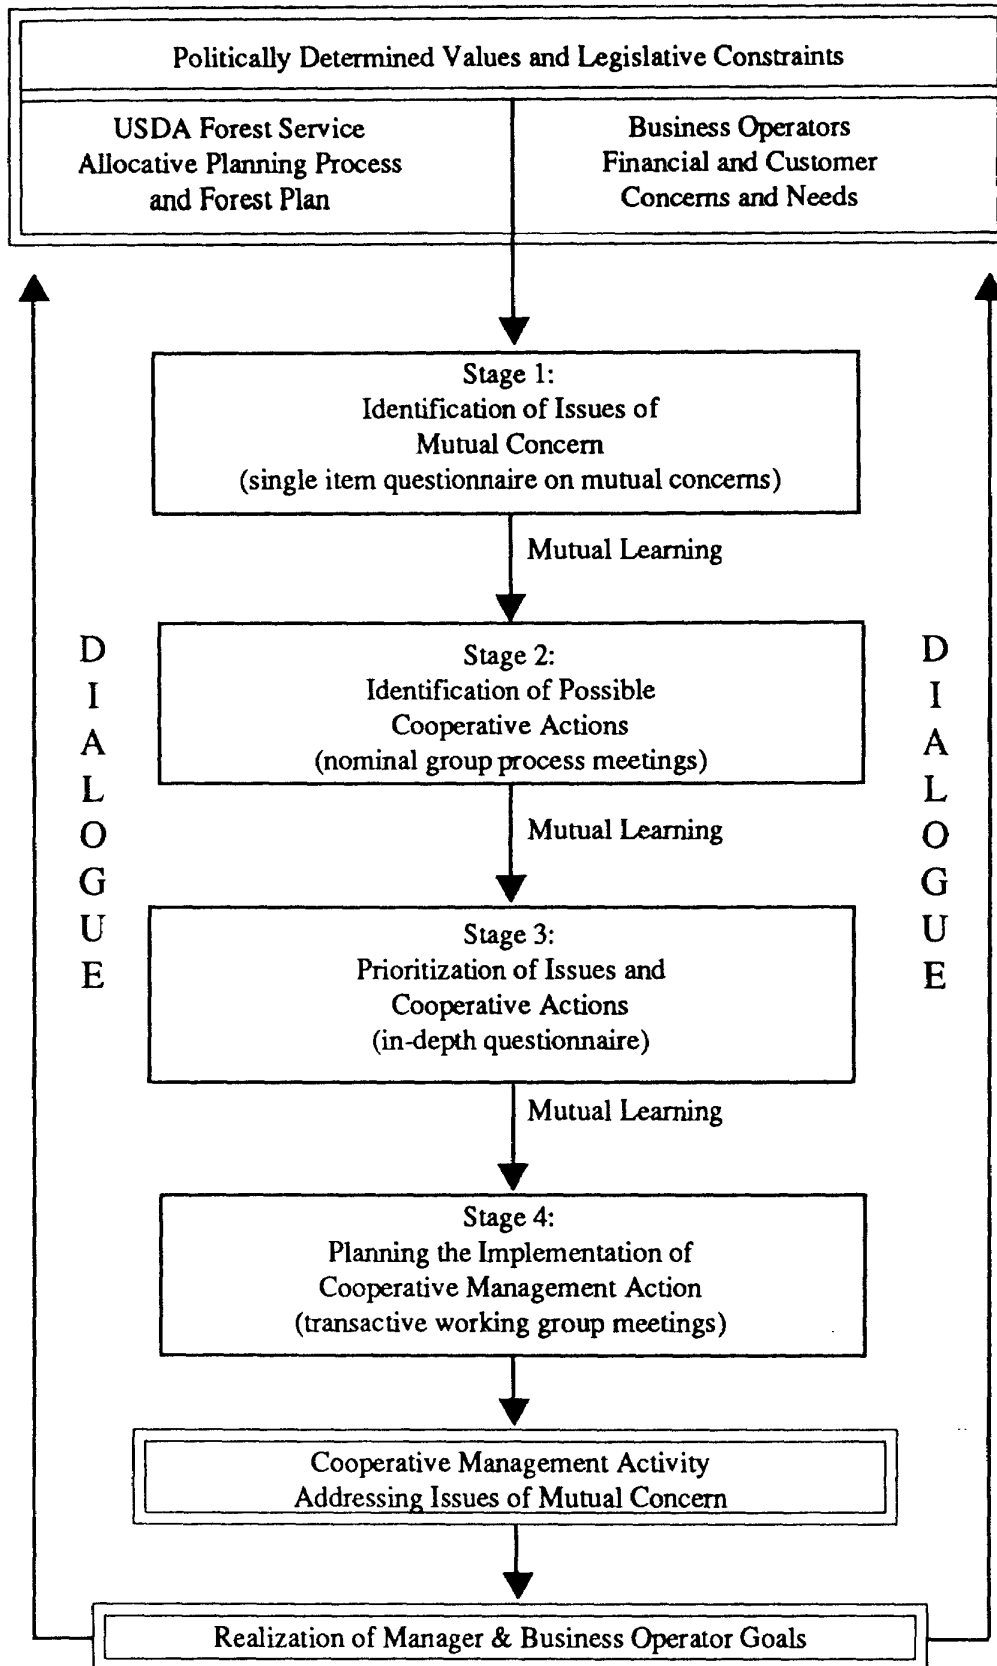 Politically Determined Values and Legislative Constraints
USDA Forest Service
Allocative Planning Process
and Forest Plan
Business Operators
Financial and Customer
Concerns and Needs
Stage 1:
Identification of Issues of
Mutual Concern
(single item questionnaire on mutual concerns)
Mutual Learning
Stage 2:
Identification of Possible
Cooperative Actions
(nominal group process meetings)
Mutual Learning
Stage 3:
Prioritization of Issues and
Cooperative Actions
(in-depth questionnaire)
Mutual Learning
Stage 4:
Planning the Implementation of
Cooperative Management Action
(transactive working group meetings)
Cooperative Management Activity
Addressing Issues of Mutual Concern
Realization of Manager & Business Operator Goals
DIALOGUE
DIALOGUE